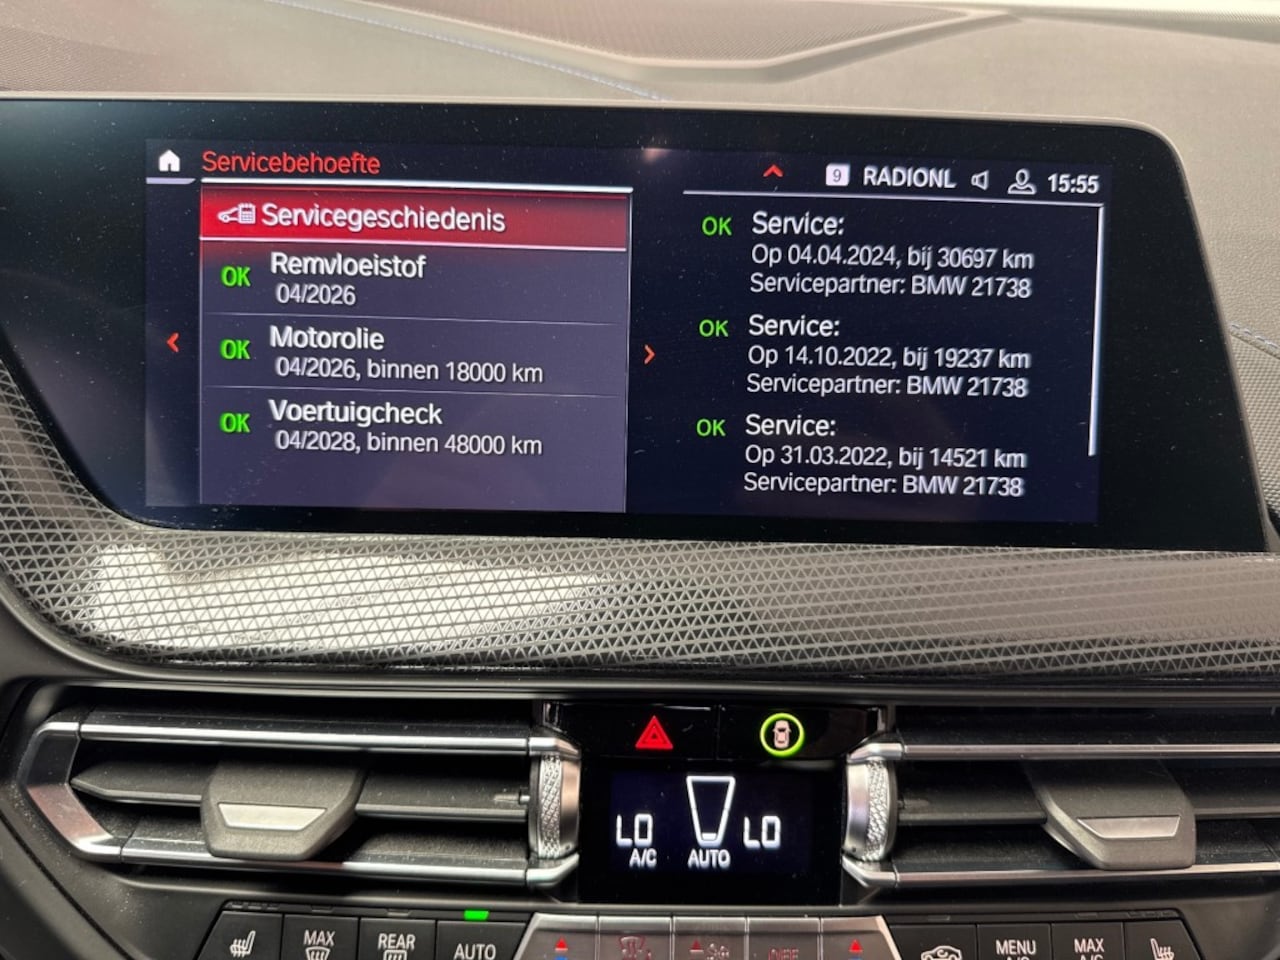 Servicebehoefte
9 RADIONL 15:55
Servicegeschiedenis
OK Remvloeistof
04/2026
OK Motorolie
04/2026, binnen 18000 km
OK Voertuigcheck
04/2028, binnen 48000 km
OK Service:
Op 04.04.2024, bij 30697 km
Servicepartner: BMW 21738
OK Service:
Op 14.10.2022, bij 19237 km
Servicepartner: BMW 21738
OK Service:
Op 31.03.2022, bij 14521 km
Servicepartner: BMW 21738
LO LO
A/C AUTO
MAX
REAR
AUTO
MENU
A/C
MAX
A/C